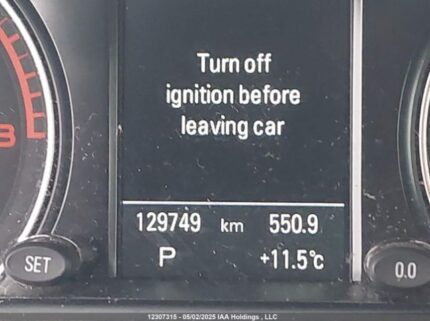 Turn off
ignition before
leaving car
129749 km 550.9
P +11.5°C
SET
0.0
12307315 - 05/02/2025 IAA Holdings, , LLC